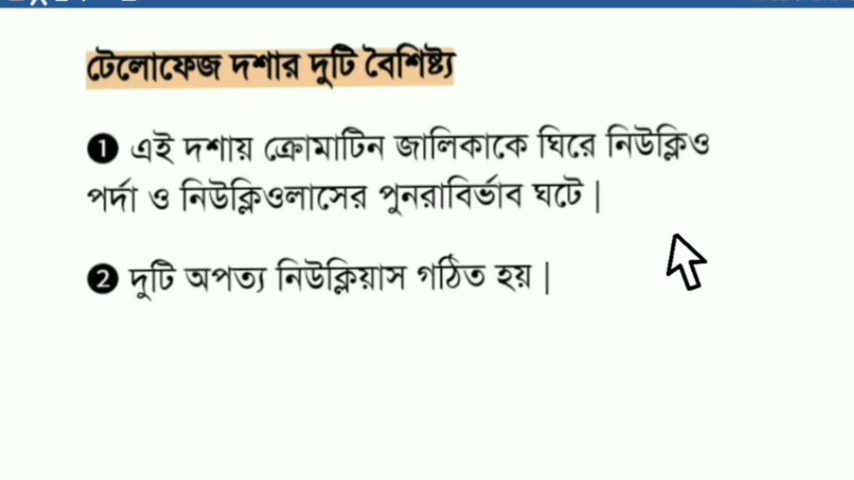 টেলোফেজ দশার দুটি বৈশিষ্ট্য
❶ এই দশায় ক্রোমাটিন জালিকাকে ঘিরে নিউক্লিও
পর্দা ও নিউক্লিওলাসের পুনরাবির্ভাব ঘটে |
❷ দুটি অপত্য নিউক্লিয়াস গঠিত হয় |